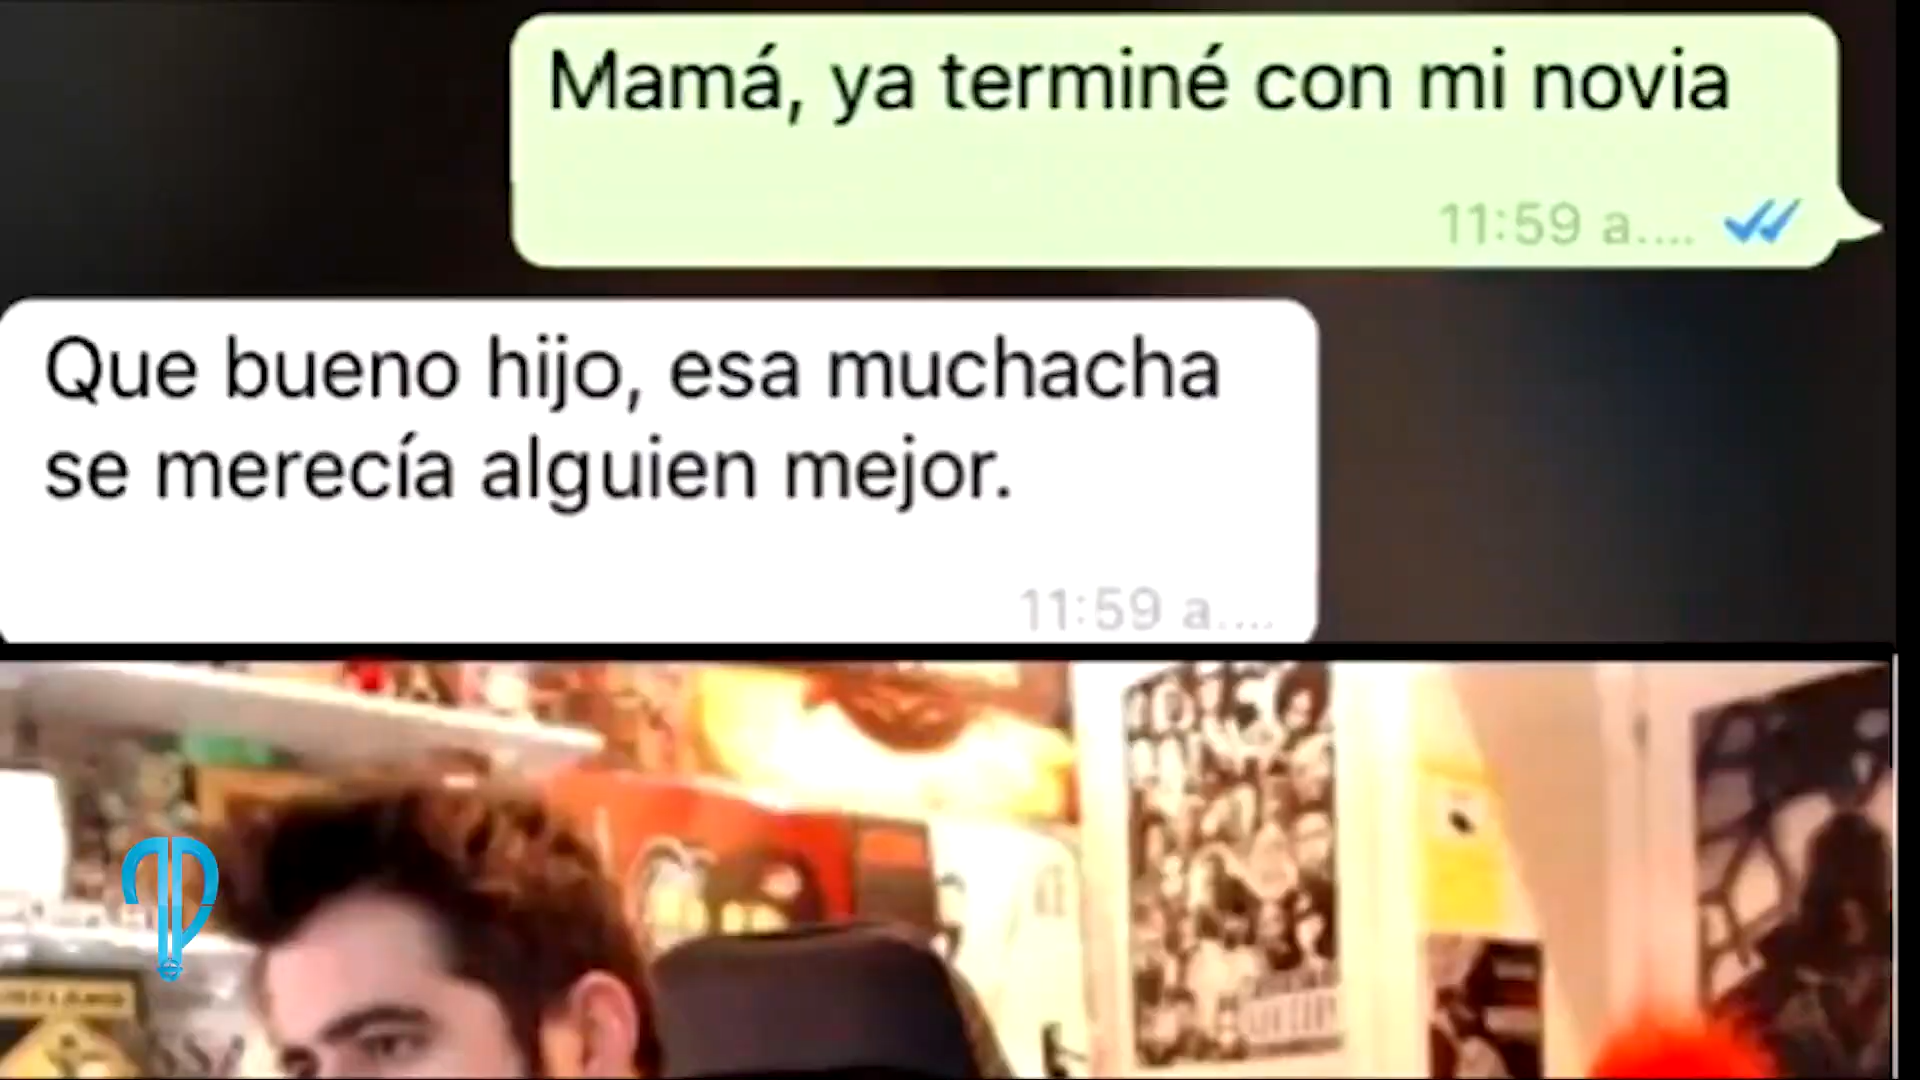 Mamá, ya terminé con mi novia
11:59 a....
Que bueno hijo, esa muchacha
se merecía alguien mejor.
11:59 a....